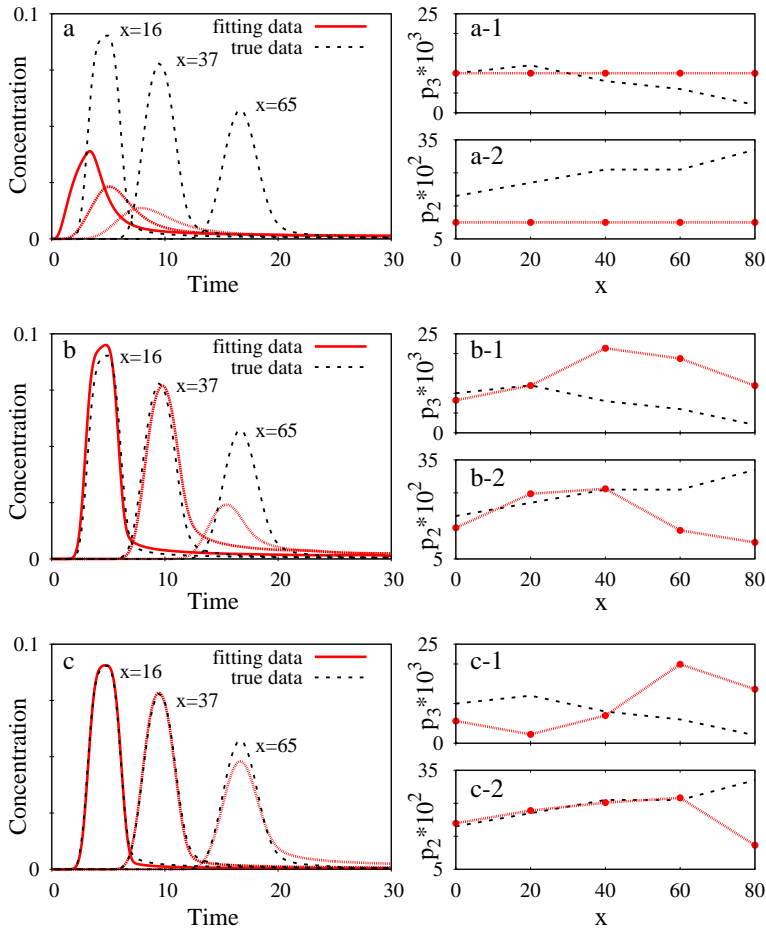 a
x=16
fitting data
true data
x=37
x=65
Concentration
0.1
0
0
10
20
30
Time
a-1
p3*10^3
25
0
a-2
p2*10^2
35
5
0
20
40
60
80
x
b
x=16
fitting data
true data
x=37
x=65
Concentration
0.1
0
0
10
20
30
Time
b-1
p3*10^3
25
0
b-2
p2*10^2
35
5
0
20
40
60
80
x
c
x=16
fitting data
true data
x=37
x=65
Concentration
0.1
0
0
10
20
30
Time
c-1
p3*10^3
25
0
c-2
p2*10^2
35
5
0
20
40
60
80
x